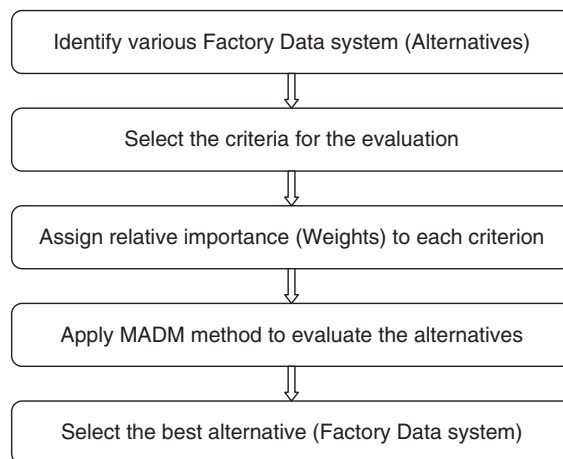 Identify various Factory Data system (Alternatives)
Select the criteria for the evaluation
Assign relative importance (Weights) to each criterion
Apply MADM method to evaluate the alternatives
Select the best alternative (Factory Data system)